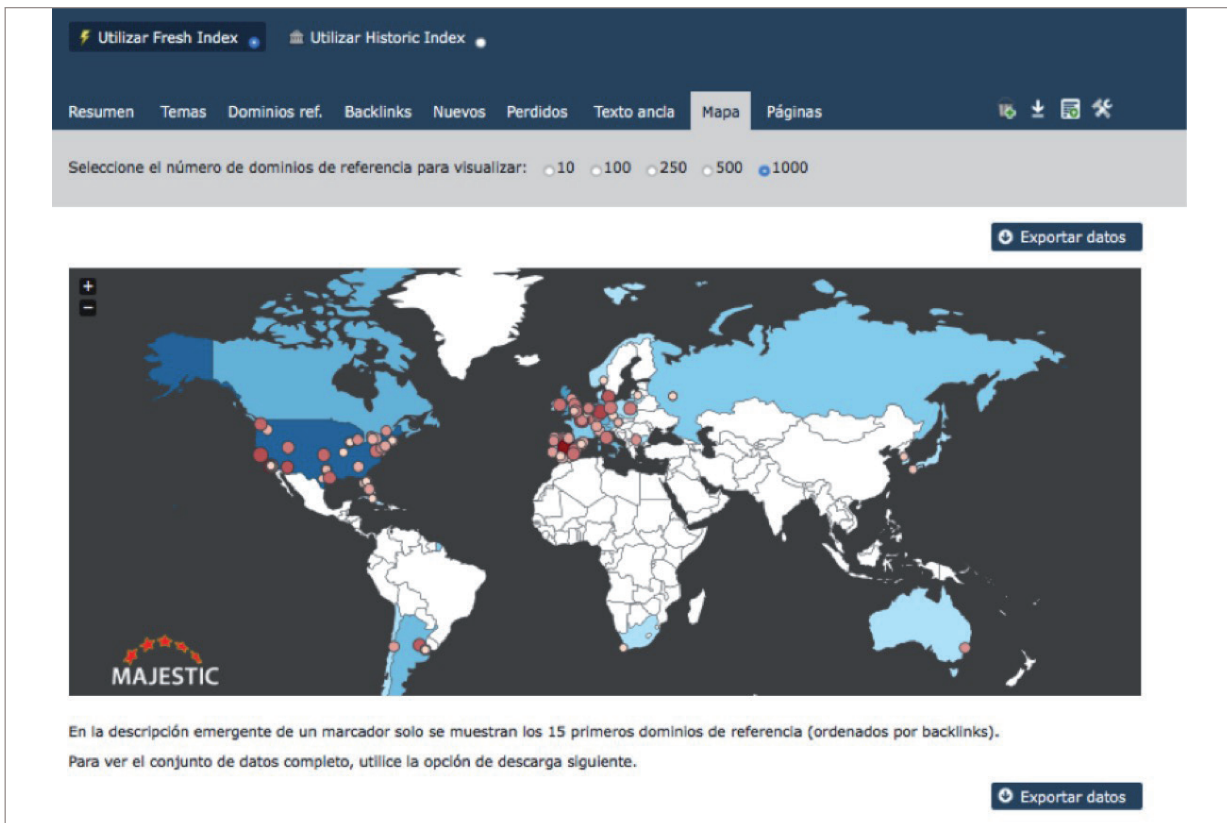 Utilizar Fresh Index Utilizar Historic Index
Resumen Temas Dominios ref. Backlinks Nuevos Perdidos Texto ancla Mapa Páginas
Seleccione el número de dominios de referencia para visualizar: 10 100 250 500 1000
Exportar datos
+
−
MAJESTIC
En la descripción emergente de un marcador solo se muestran los 15 primeros dominios de referencia (ordenados por backlinks).
Para ver el conjunto de datos completo, utilice la opción de descarga siguiente.
Exportar datos